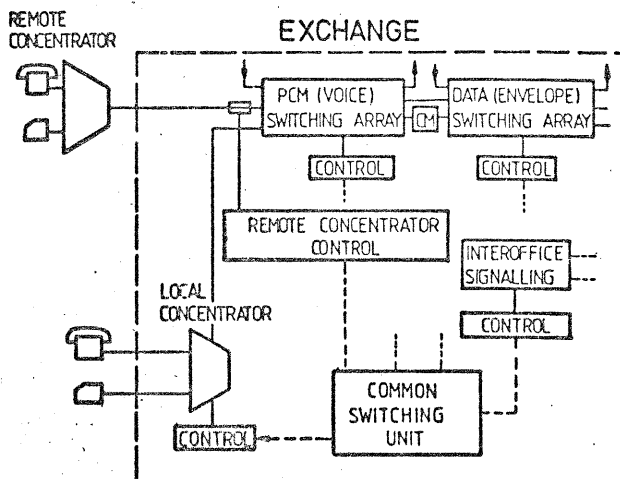 REMOTE
CONCENTRATOR
EXCHANGE
PCM (VOICE)
SWITCHING ARRAY
CM
DATA (ENVELOPE)
SWITCHING ARRAY
CONTROL
CONTROL
REMOTE CONCENTRATOR
CONTROL
INTEROFFICE
SIGNALLING
CONTROL
LOCAL
CONCENTRATOR
COMMON
SWITCHING
UNIT
CONTROL